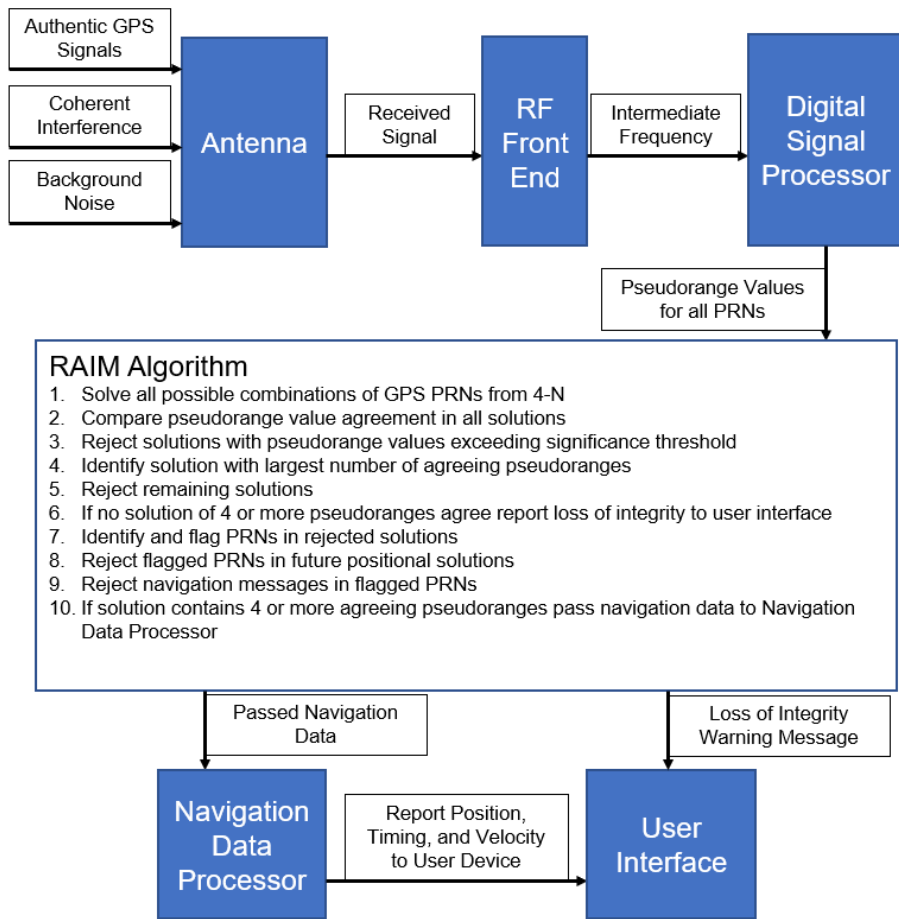 Authentic GPS
Signals
Coherent
Interference
Background
Noise
Antenna
Received
Signal
RF
Front
End
Intermediate
Frequency
Digital
Signal
Processor
Pseudorange Values
for all PRNs
RAIM Algorithm
1. Solve all possible combinations of GPS PRNs from 4-N
2. Compare pseudorange value agreement in all solutions
3. Reject solutions with pseudorange values exceeding significance threshold
4. Identify solution with largest number of agreeing pseudoranges
5. Reject remaining solutions
6. If no solution of 4 or more pseudoranges agree report loss of integrity to user interface
7. Identify and flag PRNs in rejected solutions
8. Reject flagged PRNs in future positional solutions
9. Reject navigation messages in flagged PRNs
10. If solution contains 4 or more agreeing pseudoranges pass navigation data to Navigation
Data Processor
Passed Navigation
Data
Loss of Integrity
Warning Message
Navigation
Data
Processor
Report Position,
Timing, and Velocity
to User Device
User
Interface